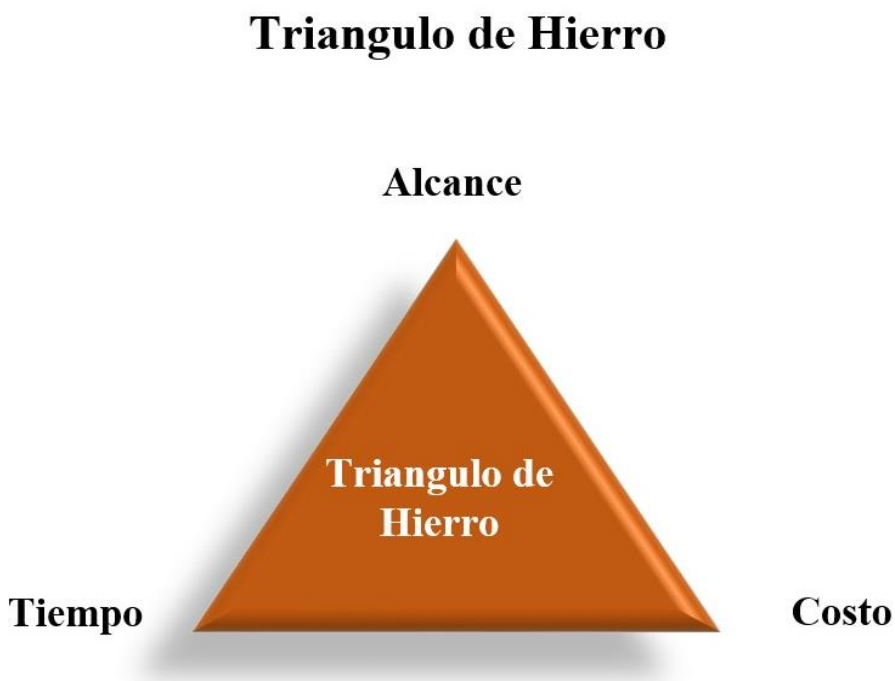 Triangulo de Hierro
Alcance
Triangulo de
Hierro
Tiempo
Costo